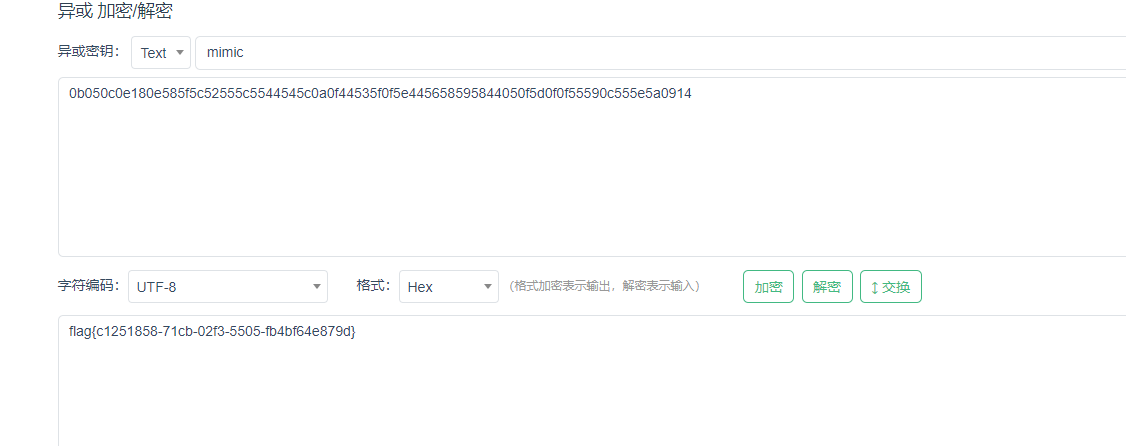 异或 加密/解密
异或密钥: Text mimic
0b050c0e180e585f5c52555c5544545c0a0f44535f0f5e445658595844050f5d0f0f55590c555e5a0914
字符编码: UTF-8 格式: Hex (格式加密表示输出，解密表示输入) 加密 解密 ↕交换
flag{c1251858-71cb-02f3-5505-fb4bf64e879d}